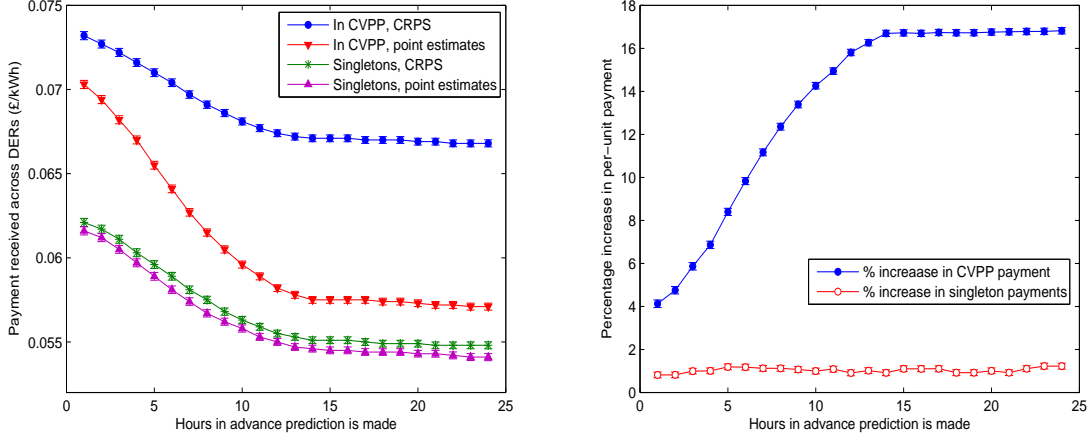 Payment received across DERs (£/kWh)
0.075
0.07
0.065
0.06
0.055
In CVPP, CRPS
In CVPP, point estimates
Singletons, CRPS
Singletons, point estimates
0 5 10 15 20 25
Hours in advance prediction is made
Percentage increase in per-unit payment
18
16
14
12
10
8
6
4
2
0
% increaase in CVPP payment
% increase in singleton payments
0 5 10 15 20 25
Hours in advance prediction is made